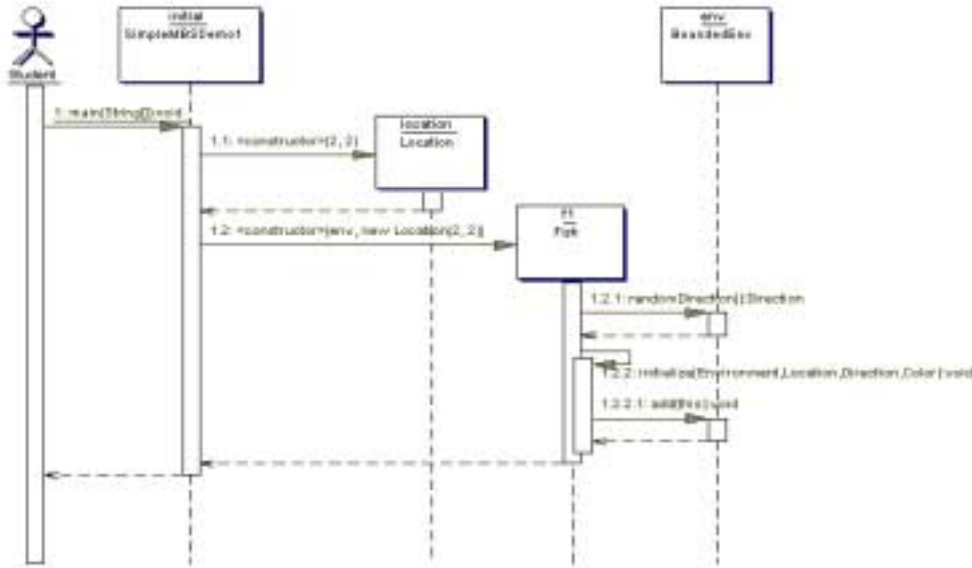 initial
SimpleMBSDemo1
env
BoundedEnv
Student
1: main(String[]):void
location
Location
1.1: <constructor>(2, 2)
f1
Fish
1.2: <constructor>(env, new Location(2, 2))
1.2.1: randomDirection():Direction
1.2.2: initialize(Environment,Location,Direction,Color):void
1.2.2.1: add(this):void